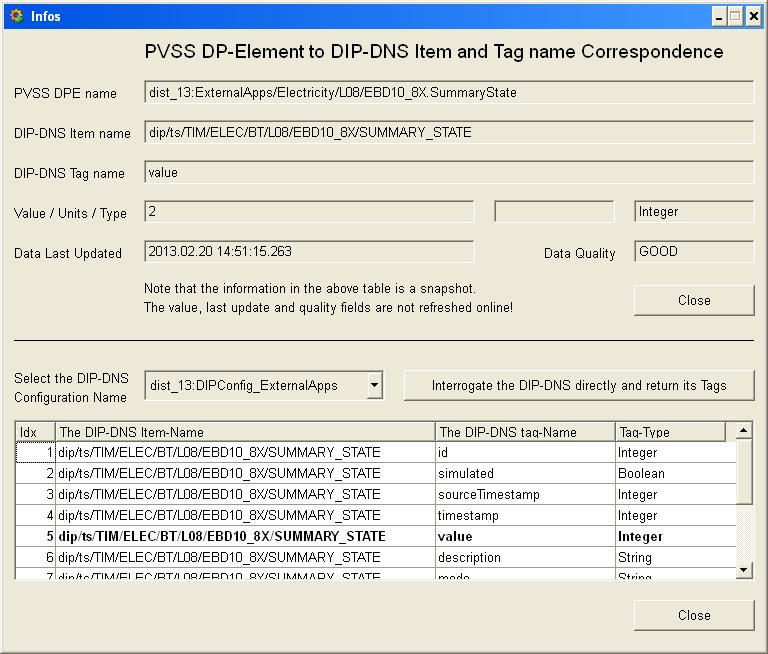 Infos
PVSS DP-Element to DIP-DNS Item and Tag name Correspondence
PVSS DPE name dist_13:ExternalApps/Electricity/L08/EBD10_8X.SummaryState
DIP-DNS Item name dip/ts/TIM/ELEC/BT/L08/EBD10_8X/SUMMARY_STATE
DIP-DNS Tag name value
Value / Units / Type 2 Integer
Data Last Updated 2013.02.20 14:51:15.263 Data Quality GOOD
Note that the information in the above table is a snapshot.
The value, last update and quality fields are not refreshed online!
Close
Select the DIP-DNS
Configuration Name
dist_13:DIPConfig_ExternalApps
Interrogate the DIP-DNS directly and return its Tags
Idx The DIP-DNS Item-Name The DIP-DNS tag-Name Tag-Type
1 dip/ts/TIM/ELEC/BT/L08/EBD10_8X/SUMMARY_STATE id Integer
2 dip/ts/TIM/ELEC/BT/L08/EBD10_8X/SUMMARY_STATE simulated Boolean
3 dip/ts/TIM/ELEC/BT/L08/EBD10_8X/SUMMARY_STATE sourceTimestamp Integer
4 dip/ts/TIM/ELEC/BT/L08/EBD10_8X/SUMMARY_STATE timestamp Integer
5 dip/ts/TIM/ELEC/BT/L08/EBD10_8X/SUMMARY_STATE value Integer
6 dip/ts/TIM/ELEC/BT/L08/EBD10_8X/SUMMARY_STATE description String
7 dip/ts/TIM/ELEC/BT/L08/EBD10_8X/SUMMARY_STATE mode String
Close